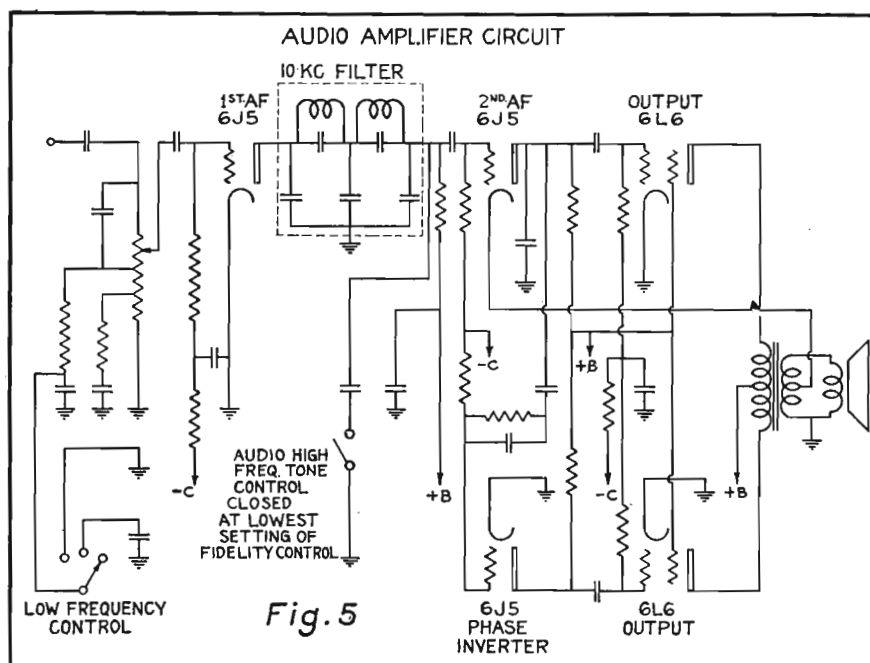 AUDIO AMPLIFIER CIRCUIT
10 KC FILTER
1ST AF
6J5
2ND AF
6J5
OUTPUT
6L6
-C
+B
-C
+B
-C
+B
AUDIO HIGH
FREQ. TONE
CONTROL
CLOSED
AT LOWEST
SETTING OF
FIDELITY CONTROL
LOW FREQUENCY
CONTROL
Fig. 5
6J5
PHASE
INVERTER
6L6
OUTPUT